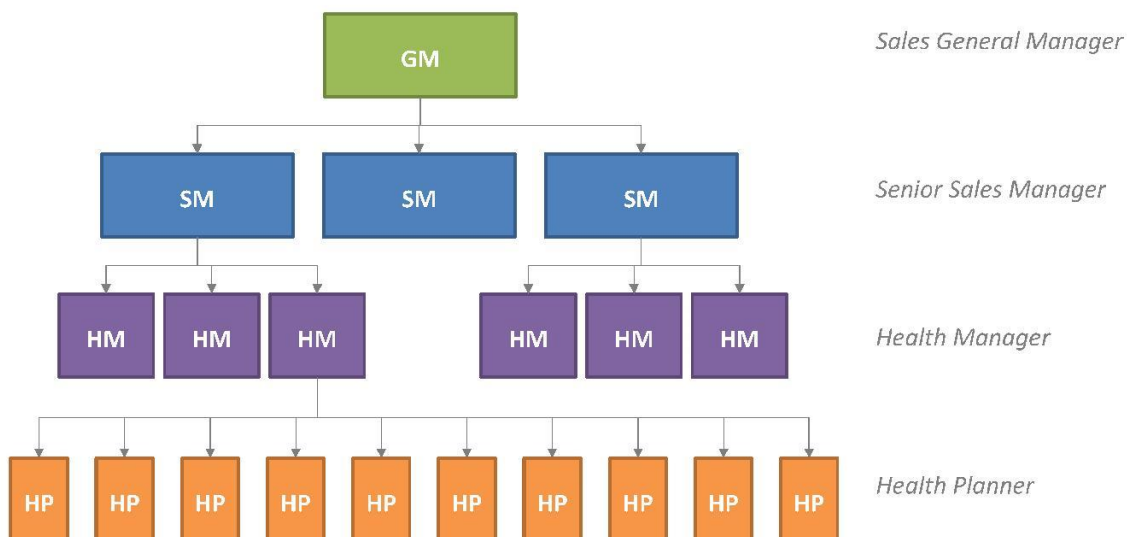 GM
Sales General Manager
SM SM SM
Senior Sales Manager
HM HM HM HM HM HM
Health Manager
HP HP HP HP HP HP HP HP HP HP
Health Planner